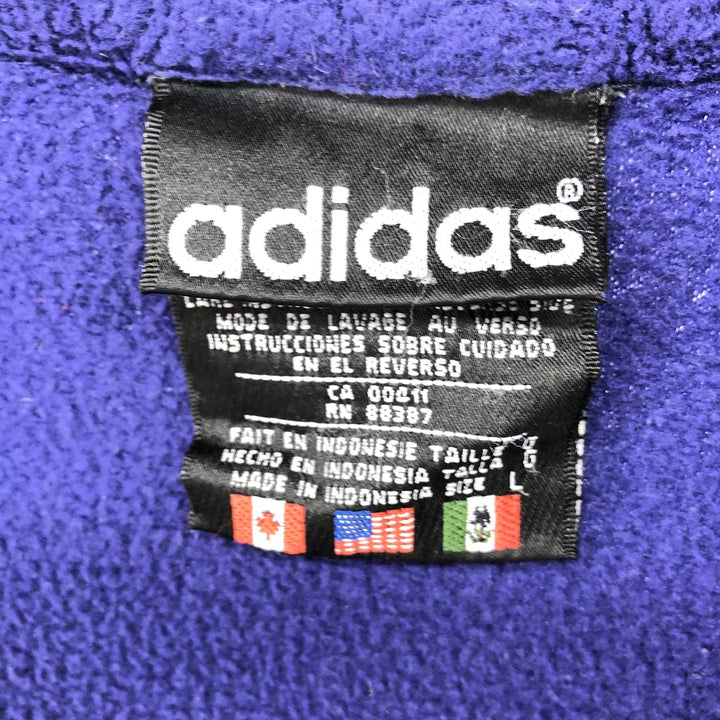 adidas®
MODE DE LAVAGE AU VERSO
INSTRUCCIONES SOBRE CUIDADO
EN EL REVERSO
CA 00411
RN 88387
FAIT EN INDONESIE TAILLE G
HECHO EN INDONESIA TALLA G
MADE IN INDONESIA SIZE L